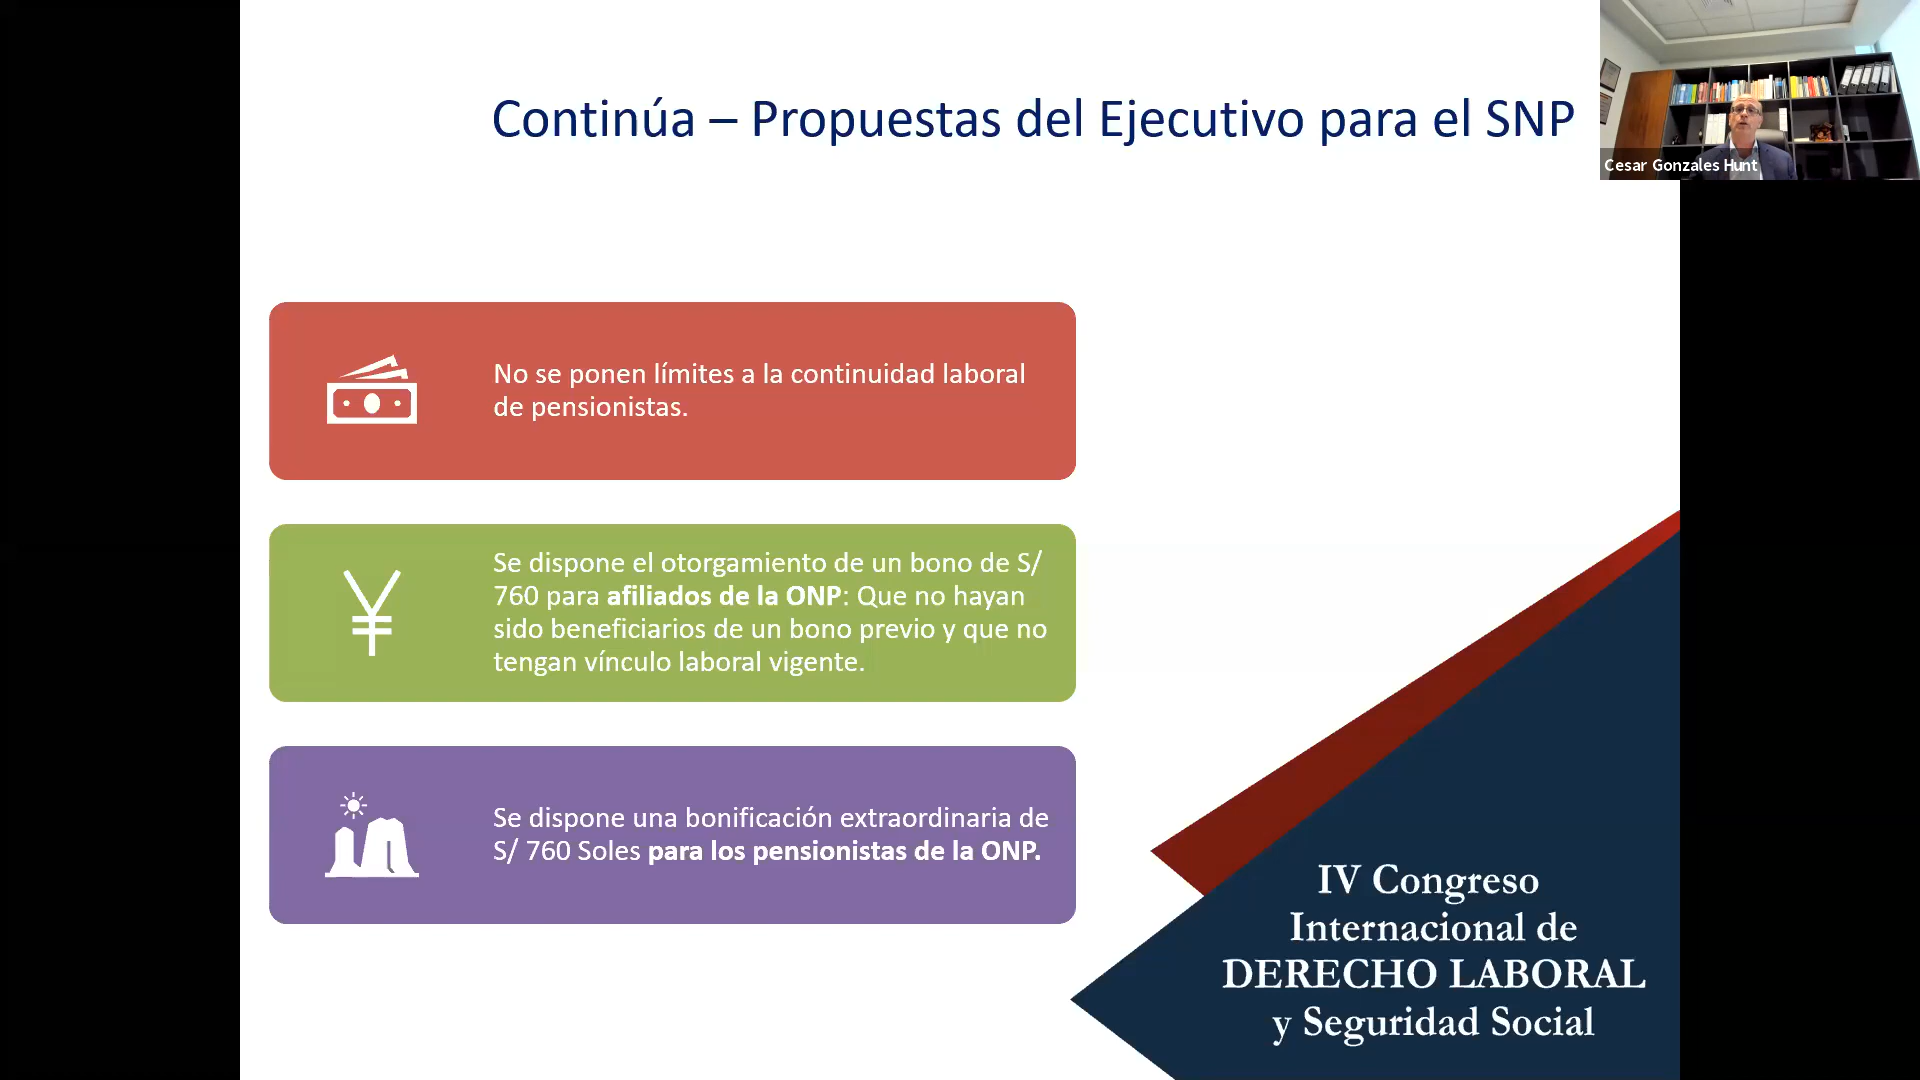 Continúa – Propuestas del Ejecutivo para el SNP
Cesar Gonzales Hunt
No se ponen límites a la continuidad laboral
de pensionistas.
Se dispone el otorgamiento de un bono de S/
760 para afiliados de la ONP: Que no hayan
sido beneficiarios de un bono previo y que no
tengan vínculo laboral vigente.
Se dispone una bonificación extraordinaria de
S/ 760 Soles para los pensionistas de la ONP.
IV Congreso
Internacional de
DERECHO LABORAL
y Seguridad Social